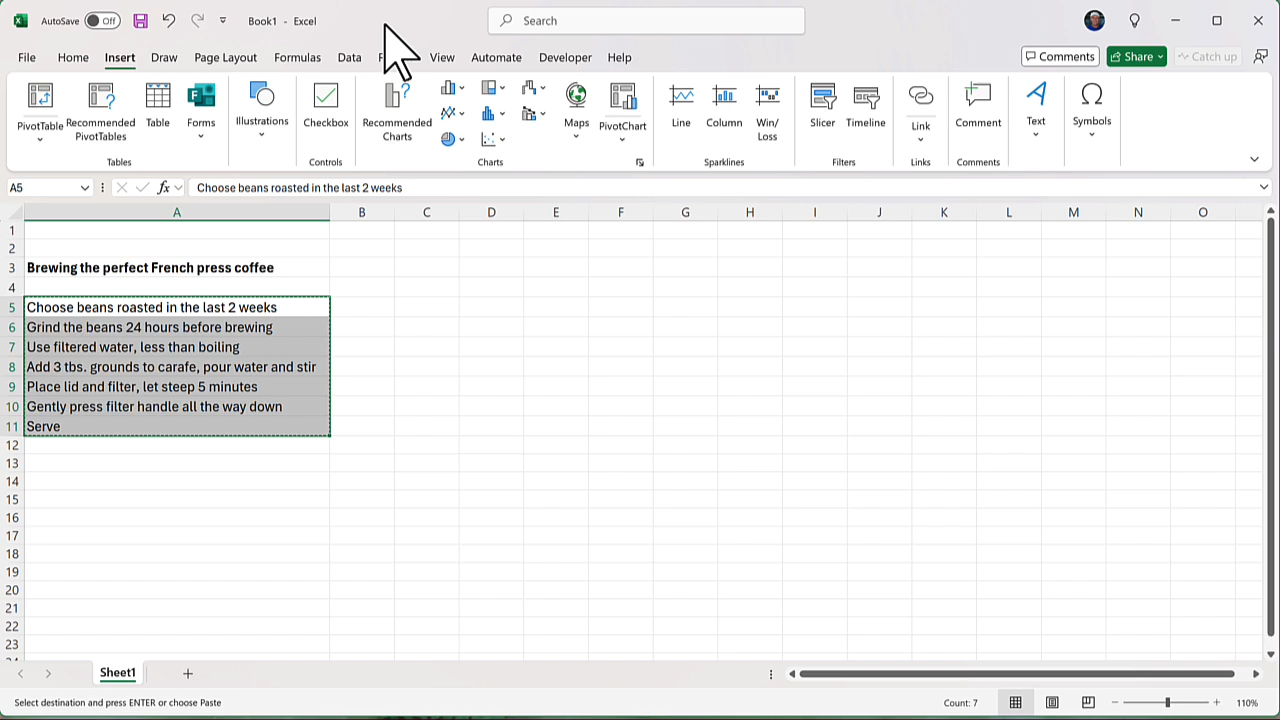 AutoSave Off Book1 - Excel Search
File Home Insert Draw Page Layout Formulas Data View Automate Developer Help Comments Share Catch up
PivotTable Recommended PivotTables Table Forms Illustrations Checkbox Recommended Charts Maps PivotChart Line Column Win/Loss Slicer Timeline Link Comment Text Symbols
Tables Controls Charts Sparklines Filters Links Comments
A5 fx Choose beans roasted in the last 2 weeks
A B C D E F G H I J K L M N O
1
2
3 Brewing the perfect French press coffee
4
5 Choose beans roasted in the last 2 weeks
6 Grind the beans 24 hours before brewing
7 Use filtered water, less than boiling
8 Add 3 tbs. grounds to carafe, pour water and stir
9 Place lid and filter, let steep 5 minutes
10 Gently press filter handle all the way down
11 Serve
12
13
14
15
16
17
18
19
20
21
22
23
Sheet1
Select destination and press ENTER or choose Paste Count: 7 110%